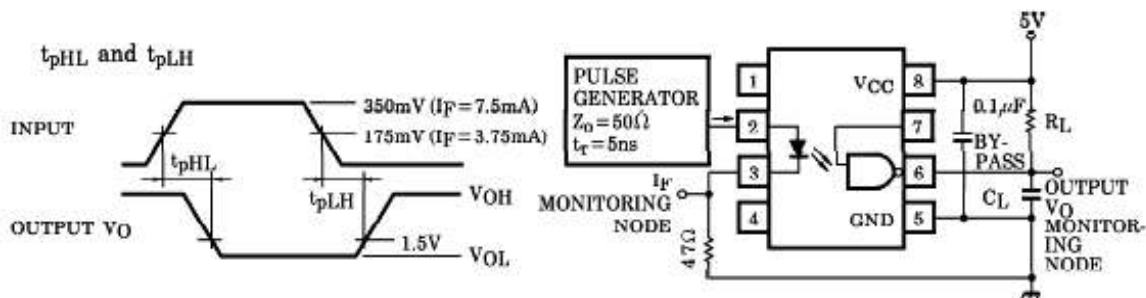 tpHL and tpLH
INPUT
350mV (IF=7.5mA)
175mV (IF=3.75mA)
tpHL
tpLH
VOH
OUTPUT VO
1.5V
VOL
PULSE
GENERATOR
ZO=50Ω
tr=5ns
IF
MONITORING
NODE
47Ω
1
2
3
4
VCC
GND
8
7
6
5
5V
0.1μF
BY-
PASS
RL
CL
OUTPUT
VO
MONITOR-
ING
NODE